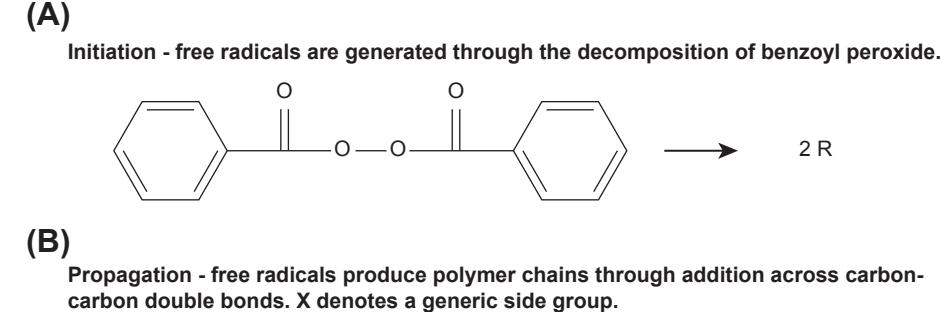 (A)
Initiation - free radicals are generated through the decomposition of benzoyl peroxide.
O O
O O
2 R
(B)
Propagation - free radicals produce polymer chains through addition across carbon-
carbon double bonds. X denotes a generic side group.